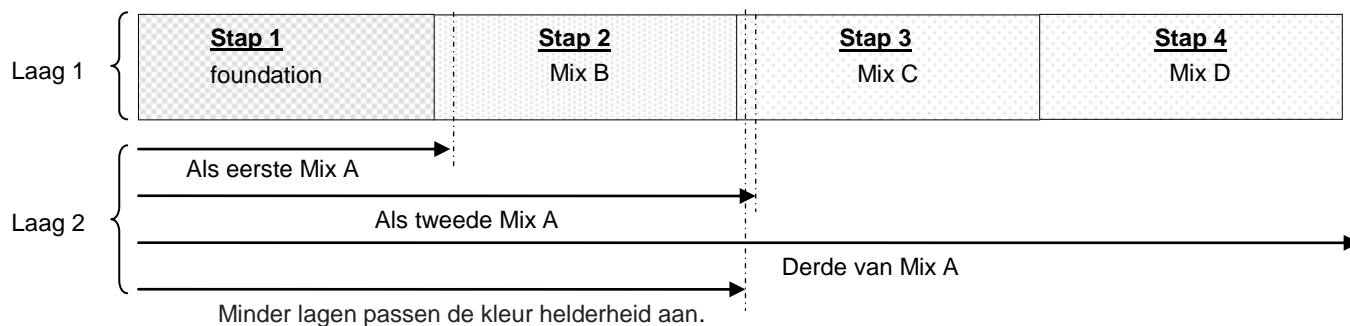 Stap 1
Stap 2
Stap 3
Stap 4
Laag 1
foundation
Mix B
Mix C
Mix D
Als eerste Mix A
Laag 2
Als tweede Mix A
Derde van Mix A
Minder lagen passen de kleur helderheid aan.